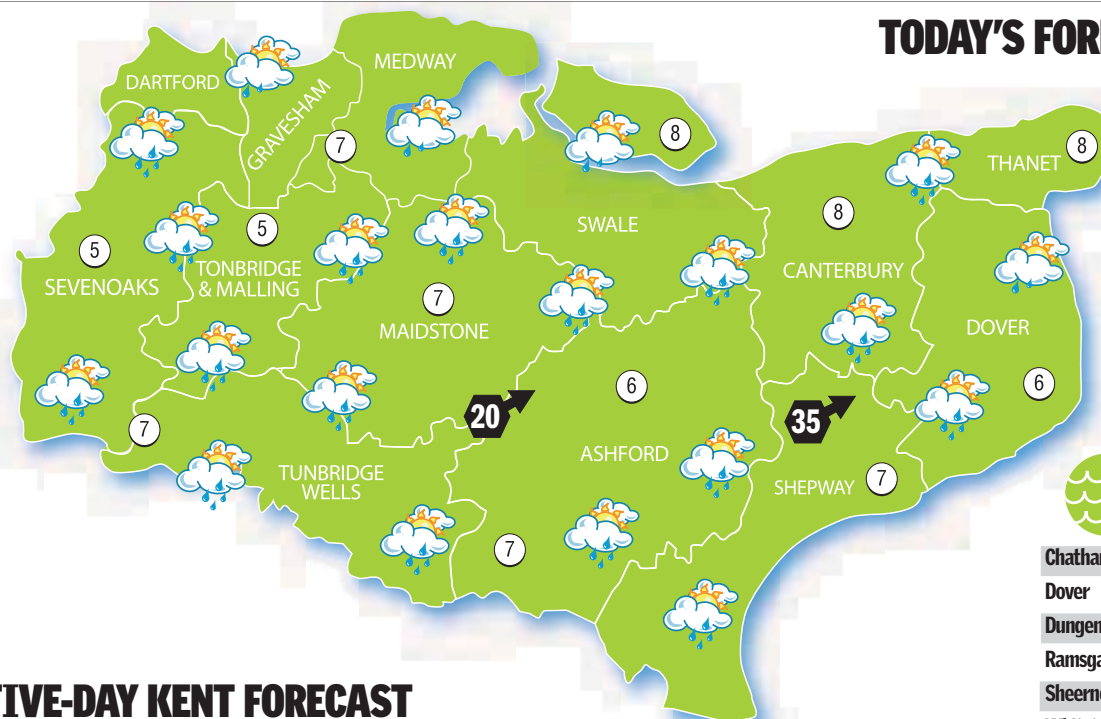 TODAY'S FOR
MEDWAY
DARTFORD
GRAVESHAM
8
7
8
THANET
8
SWALE
5
5
SEVENOAKS
TONBRIDGE
& MALLING
CANTERBURY
7
MAIDSTONE
DOVER
6
6
20
35
7
ASHFORD
TUNBRIDGE
WELLS
SHEPWAY
7
7
Chatha
Dover
Dungen
Ramsga
Sheern
IVE-DAY KENT FORECAST